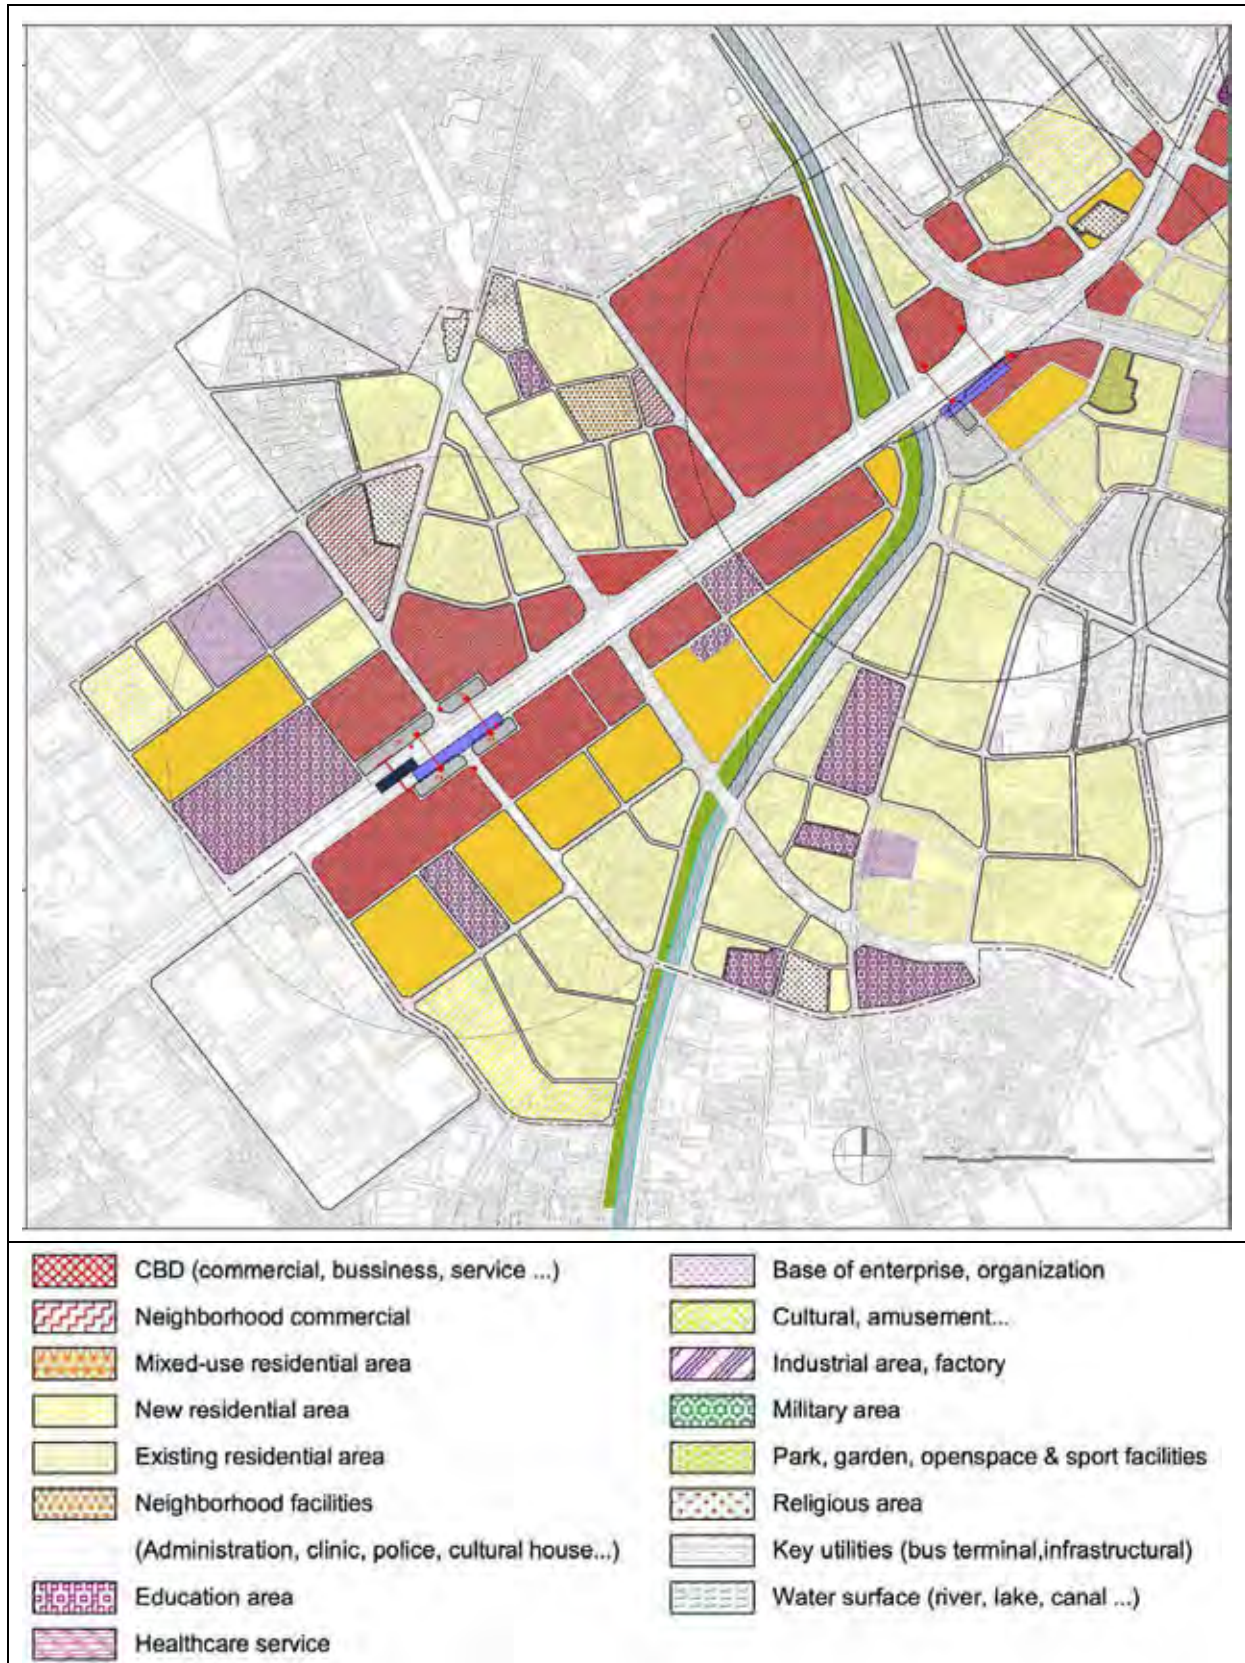 CBD (commercial, bussiness, service ...)
Neighborhood commercial
Mixed-use residential area
New residential area
Existing residential area
Neighborhood facilities
(Administration, clinic, police, cultural house...)
Education area
Healthcare service
Base of enterprise, organization
Cultural, amusement...
Industrial area, factory
Military area
Park, garden, openspace & sport facilities
Religious area
Key utilities (bus terminal,infrastructural)
Water surface (river, lake, canal ...)